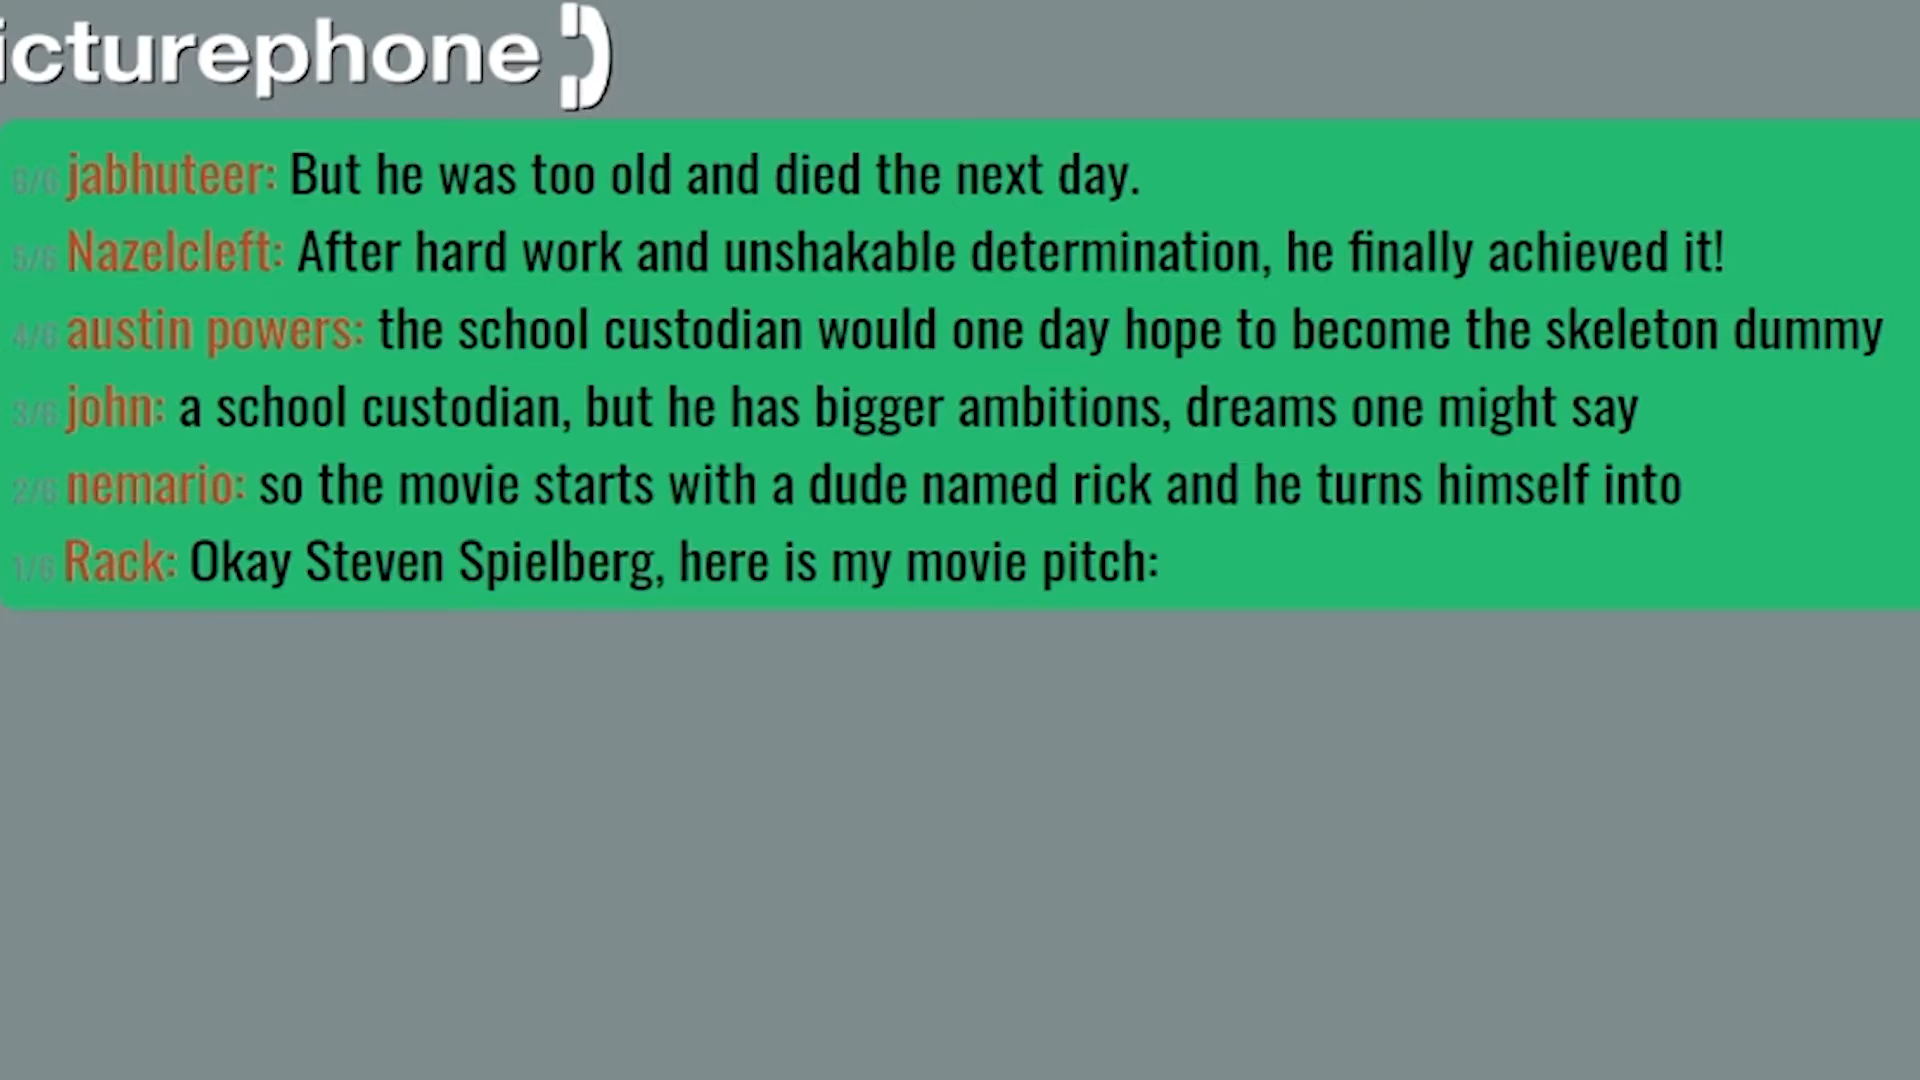 icturephone
6/6 jabhuteer: But he was too old and died the next day.
5/6 Nazelcleft: After hard work and unshakable determination, he finally achieved it!
4/6 austin powers: the school custodian would one day hope to become the skeleton dummy
3/6 john: a school custodian, but he has bigger ambitions, dreams one might say
2/6 nemario: so the movie starts with a dude named rick and he turns himself into
1/6 Rack: Okay Steven Spielberg, here is my movie pitch: